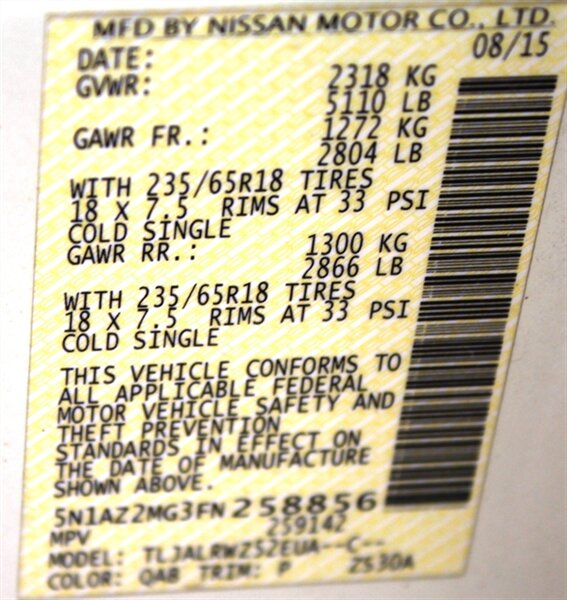 MFD BY NISSAN MOTOR CO., LTD.
DATE: 08/15
GVWR: 2318 KG
5110 LB
GAWR FR.: 1272 KG
2804 LB
WITH 235/65R18 TIRES
18 X 7.5 RIMS AT 33 PSI
COLD SINGLE
GAWR RR.: 1300 KG
2866 LB
WITH 235/65R18 TIRES
18 X 7.5 RIMS AT 33 PSI
COLD SINGLE
THIS VEHICLE CONFORMS TO
ALL APPLICABLE FEDERAL
MOTOR VEHICLE SAFETY AND
THEFT PREVENTION
STANDARDS IN EFFECT ON
THE DATE OF MANUFACTURE
SHOWN ABOVE.
5N1AZ2MG3FN258856
MPV 259142
MODEL: TLJALRWZ52EUA--C--
COLOR: QAB TRIM: P Z530A